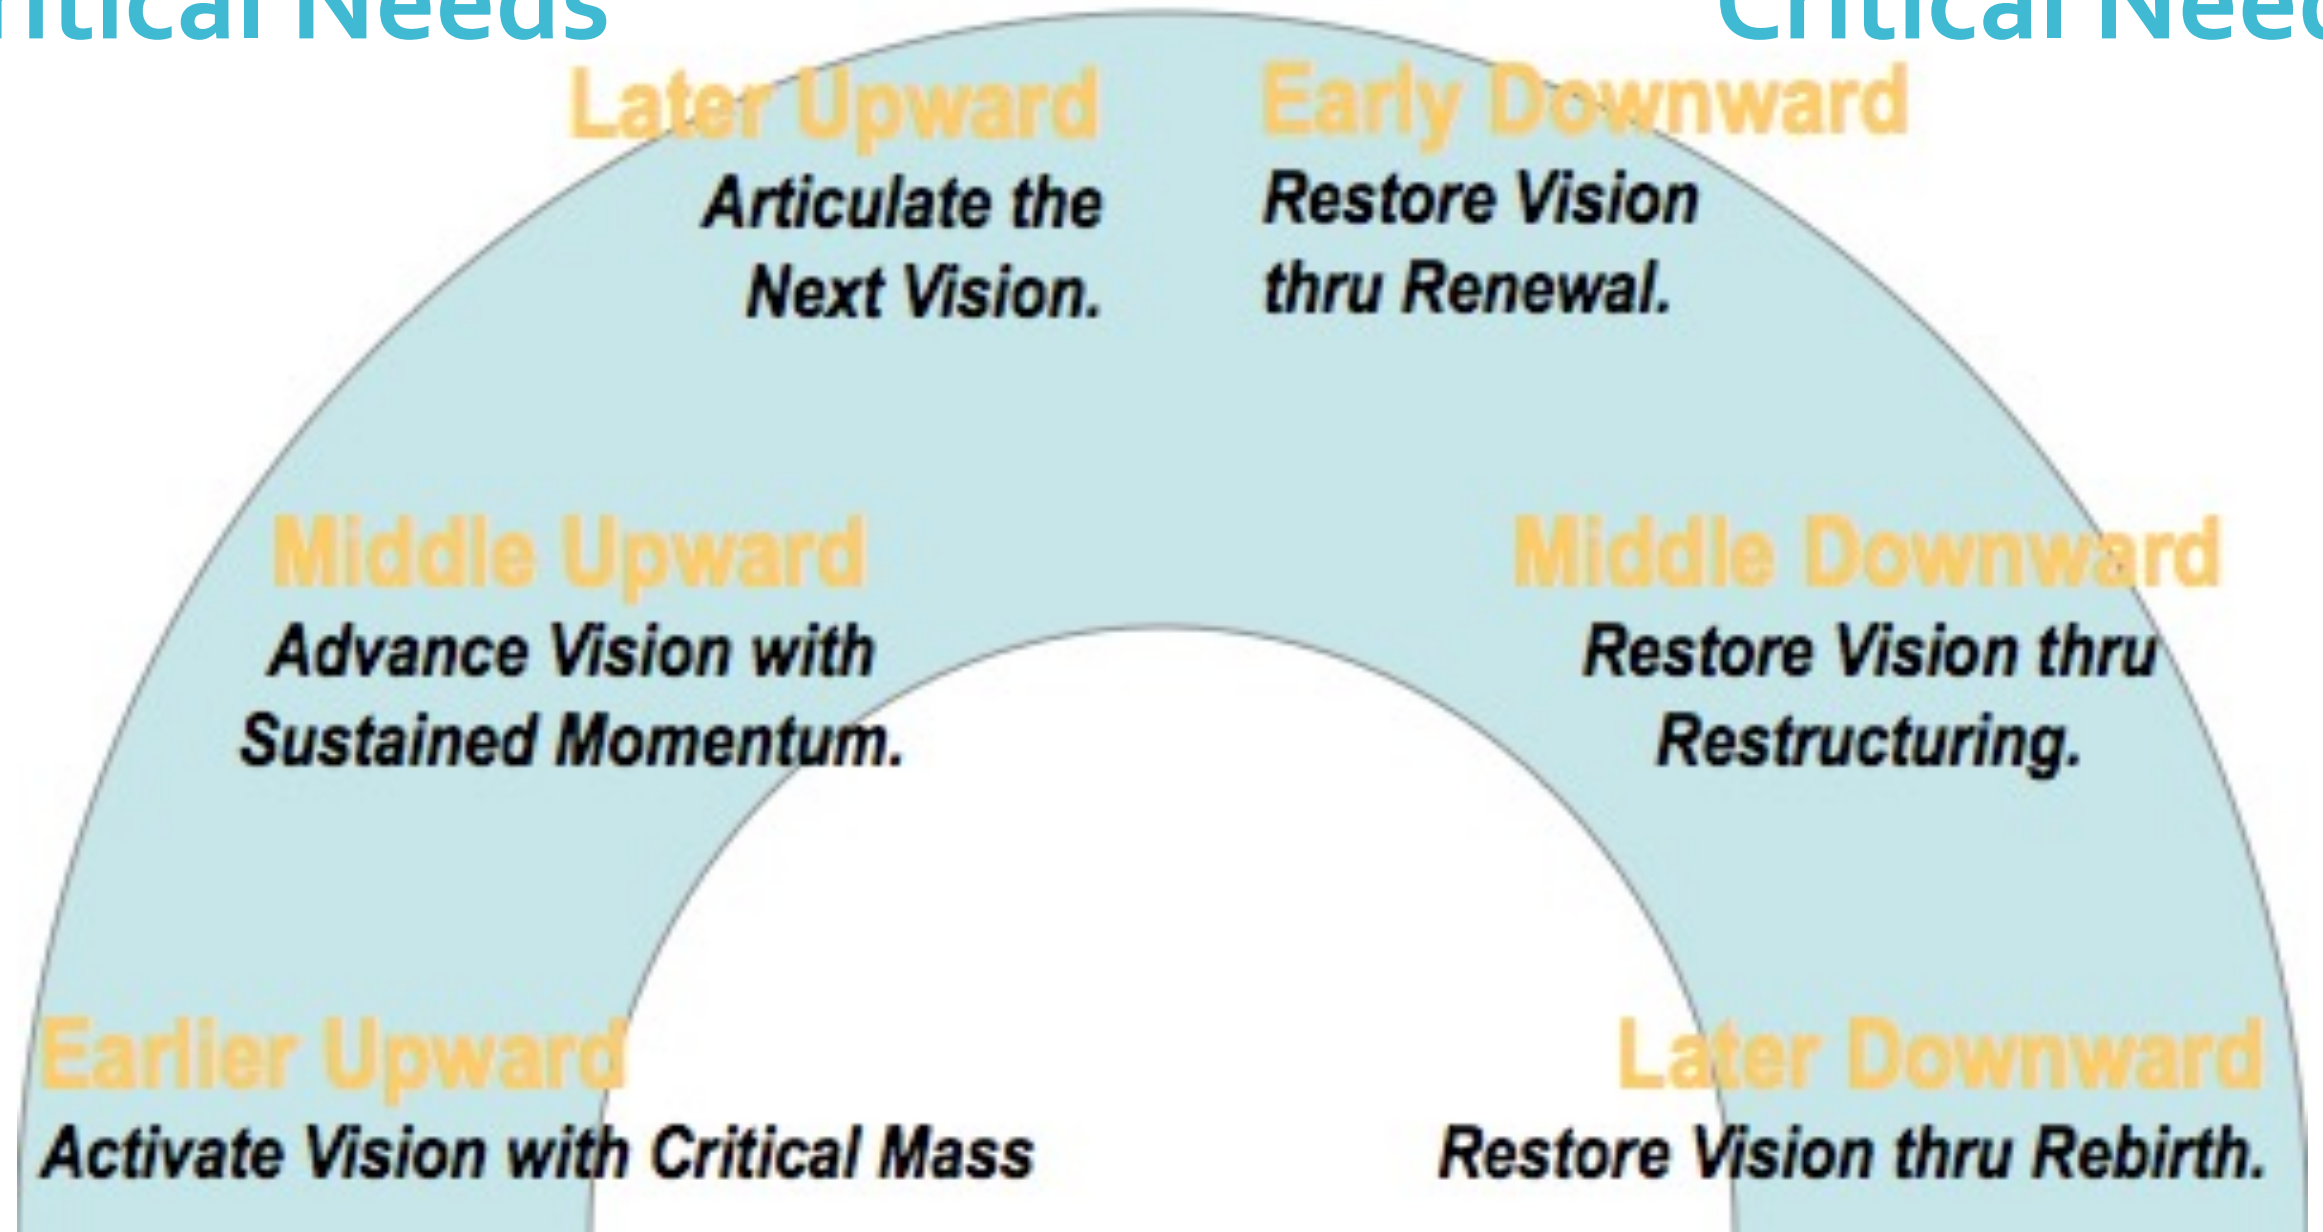 Needs
Critical
Later Upward
Articulate the
Next Vision.
Early Downward
Restore Vision
thru Renewal.
Middle Upward
Advance Vision with
Sustained Momentum.
Middle Downward
Restore Vision thru
Restructuring.
Earlier Upward
Activate Vision with Critical Mass
Later Downward
Restore Vision thru Rebirth.